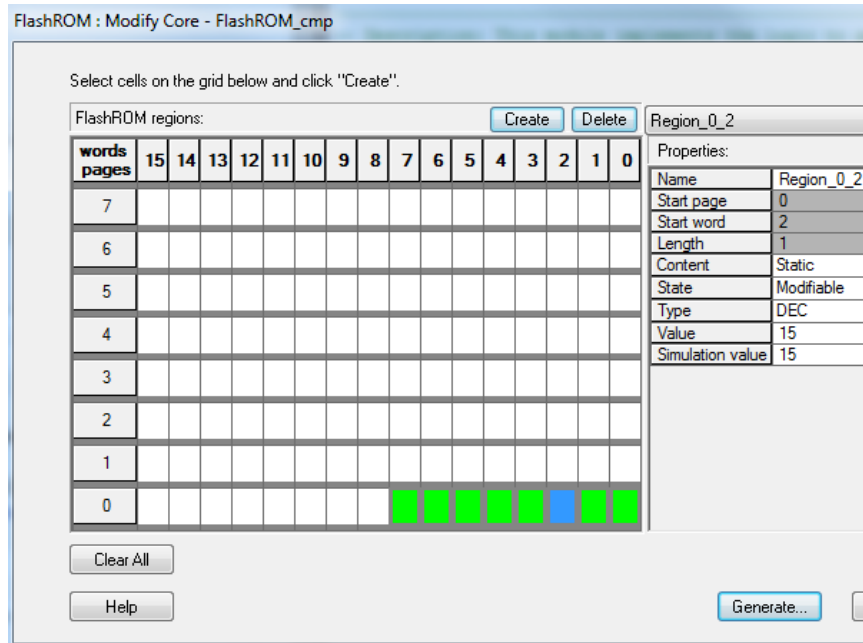 FlashROM : Modify Core - FlashROM_cmp
Select cells on the grid below and click "Create".
FlashROM regions:
Create
Delete
Region_0_2
words
pages
15 14 13 12 11 10 9 8 7 6 5 4 3 2 1 0
7
6
5
4
3
2
1
0
Properties:
Name Region_0_2
Start page 0
Start word 2
Length 1
Content Static
State Modifiable
Type DEC
Value 15
Simulation value 15
Clear All
Help
Generate...